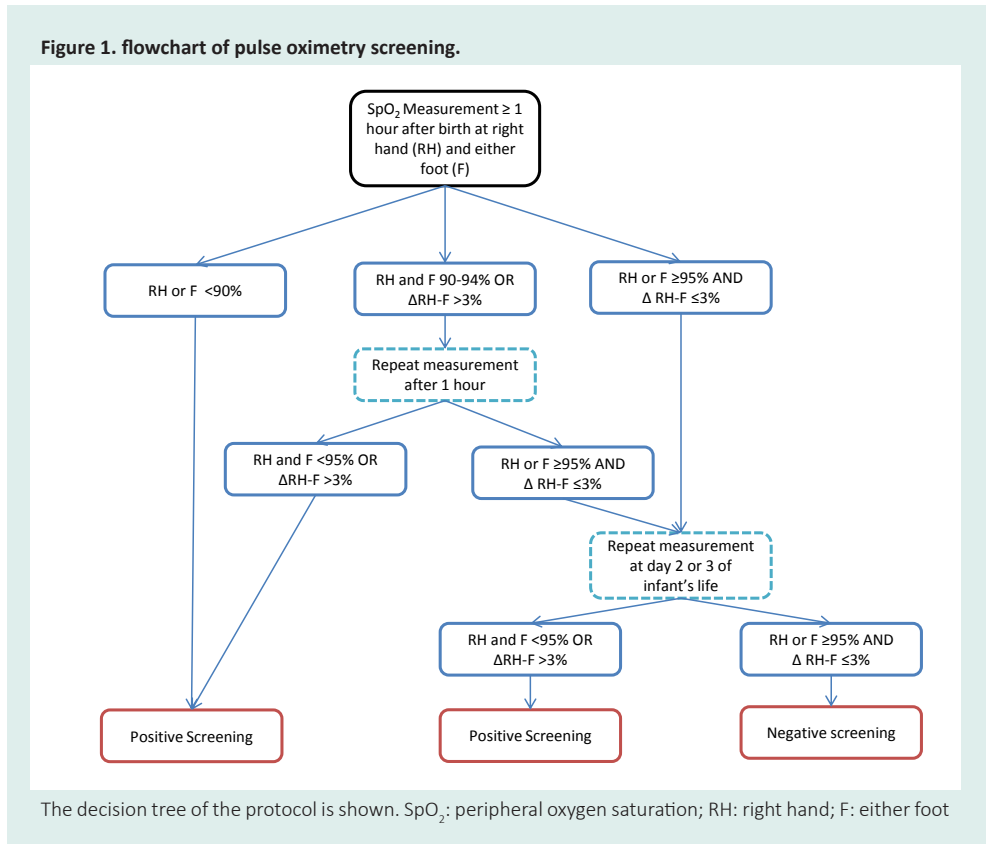 Figure 1. flowchart of pulse oximetry screening.
SpO₂ Measurement ≥ 1
hour after birth at right
hand (RH) and either
foot (F)
RH or F <90%
RH and F 90-94% OR
ΔRH-F >3%
RH or F ≥95% AND
Δ RH-F ≤3%
Repeat measurement
after 1 hour
RH and F <95% OR
ΔRH-F >3%
RH or F ≥95% AND
Δ RH-F ≤3%
Repeat measurement
at day 2 or 3 of
infant's life
RH and F <95% OR
ΔRH-F >3%
RH or F ≥95% AND
Δ RH-F ≤3%
Positive Screening
Positive Screening
Negative screening
The decision tree of the protocol is shown. SpO₂: peripheral oxygen saturation; RH: right hand; F: either foot